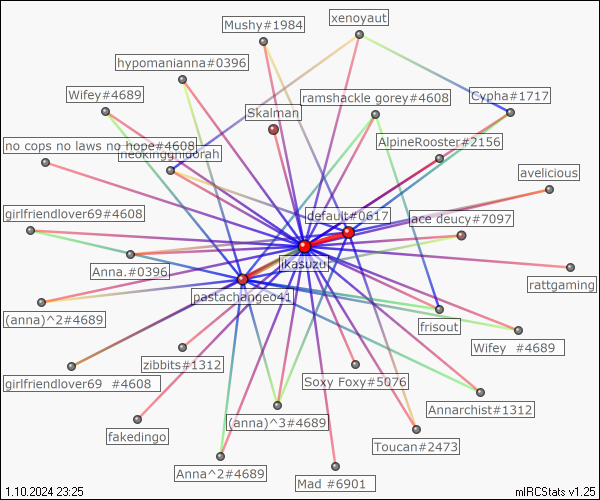 xenoyaut
Mushy#1984
hypomanianna#0396
Wifey#4689
ramshackle gorey#4608
Cypha#1717
Skalman
no cops no laws no hope#4608
AlpineRooster#2156
neokingghidorah
avelicious
girlfriendlover69#4608
default#0617
ace deucy#7097
Anna.#0396
ikasuzu
rattgaming
pastachangeo41
(anna)^2#4689
frisout
Wifey  #4689
zibbits#1312
girlfriendlover69  #4608
Soxy Foxy#5076
Annarchist#1312
fakedingo
(anna)^3#4689
Toucan#2473
Anna^2#4689
Mad #6901
1.10.2024 23:25
mIRCStats v1.25